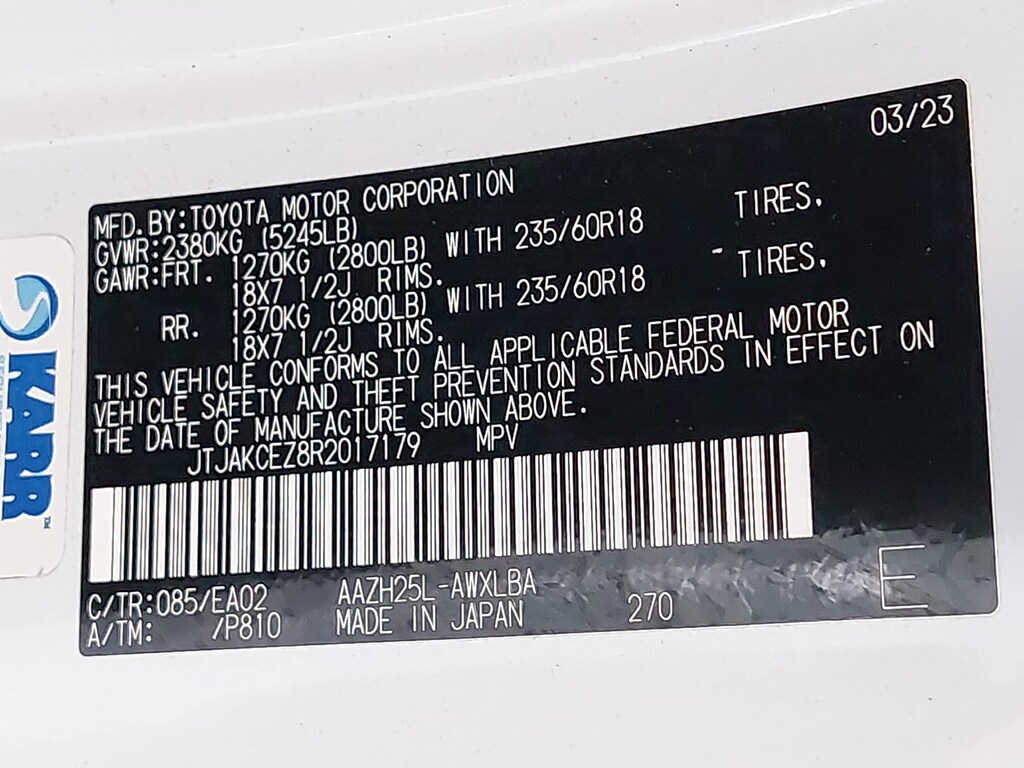 03/23
MFD.BY:TOYOTA MOTOR CORPORATION
GVWR:2380KG (5245LB)
GAWR:FRT. 1270KG (2800LB) WITH 235/60R18 TIRES,
18X7 1/2J RIMS.
RR. 1270KG (2800LB) WITH 235/60R18 TIRES,
18X7 1/2J RIMS.
THIS VEHICLE CONFORMS TO ALL APPLICABLE FEDERAL MOTOR
VEHICLE SAFETY AND THEFT PREVENTION STANDARDS IN EFFECT ON
THE DATE OF MANUFACTURE SHOWN ABOVE.
JTJAKCEZ8R2017179 MPV
C/TR:085/EA02 AAZH25L-AWXLBA
A/TM: /P810 MADE IN JAPAN 270 E
KARR™